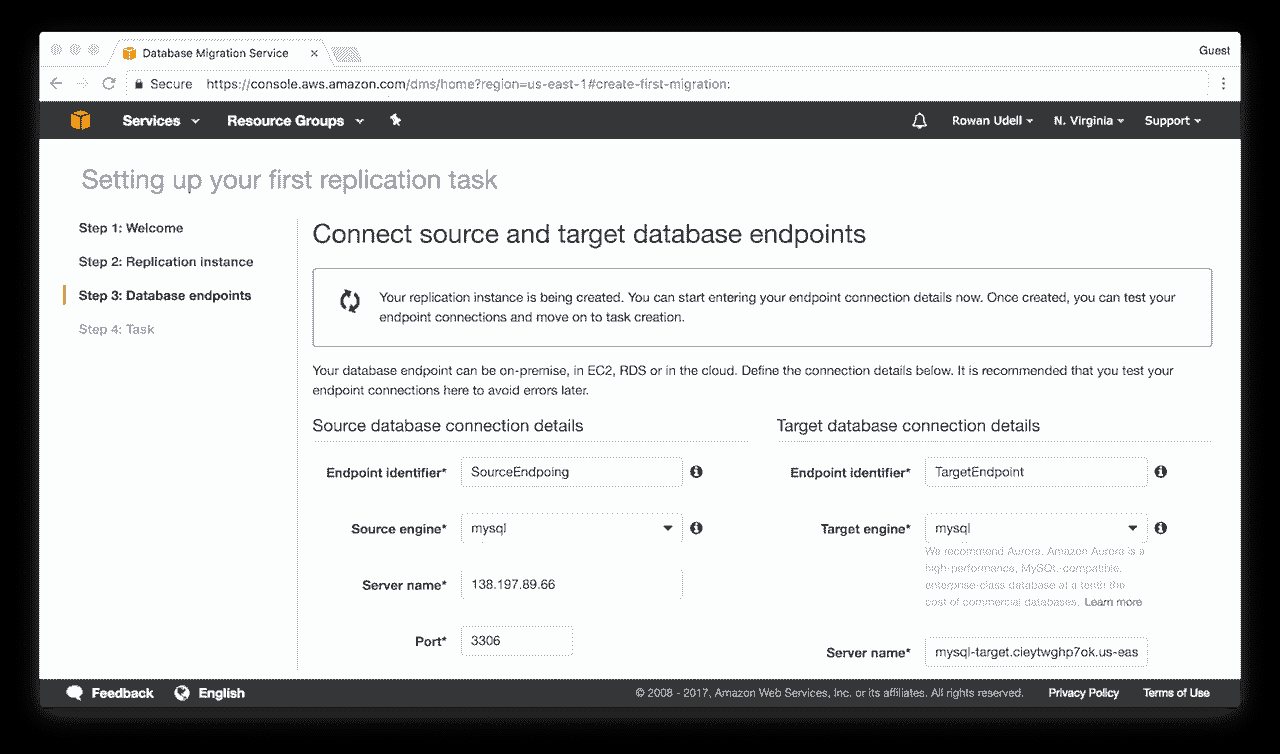 Database Migration Service
Guest
Secure https://console.aws.amazon.com/dms/home?region=us-east-1#create-first-migration:
Services Resource Groups Rowan Udell N. Virginia Support
Setting up your first replication task
Step 1: Welcome
Step 2: Replication instance
Step 3: Database endpoints
Step 4: Task
Connect source and target database endpoints
Your replication instance is being created. You can start entering your endpoint connection details now. Once created, you can test your
endpoint connections and move on to task creation.
Your database endpoint can be on-premise, in EC2, RDS or in the cloud. Define the connection details below. It is recommended that you test your
endpoint connections here to avoid errors later.
Source database connection details
Endpoint identifier* SourceEndpoing
Source engine* mysql
Server name* 138.197.89.66
Port* 3306
Target database connection details
Endpoint identifier* TargetEndpoint
Target engine* mysql
We recommend Aurora. Amazon Aurora is a
high-performance, MySQL-compatible,
enterprise-class database at a tenth the
cost of commercial databases. Learn more
Server name* mysql-target.cieytwghp7ok.us-eas
Feedback English © 2008 - 2017, Amazon Web Services, Inc. or its affiliates. All rights reserved. Privacy Policy Terms of Use